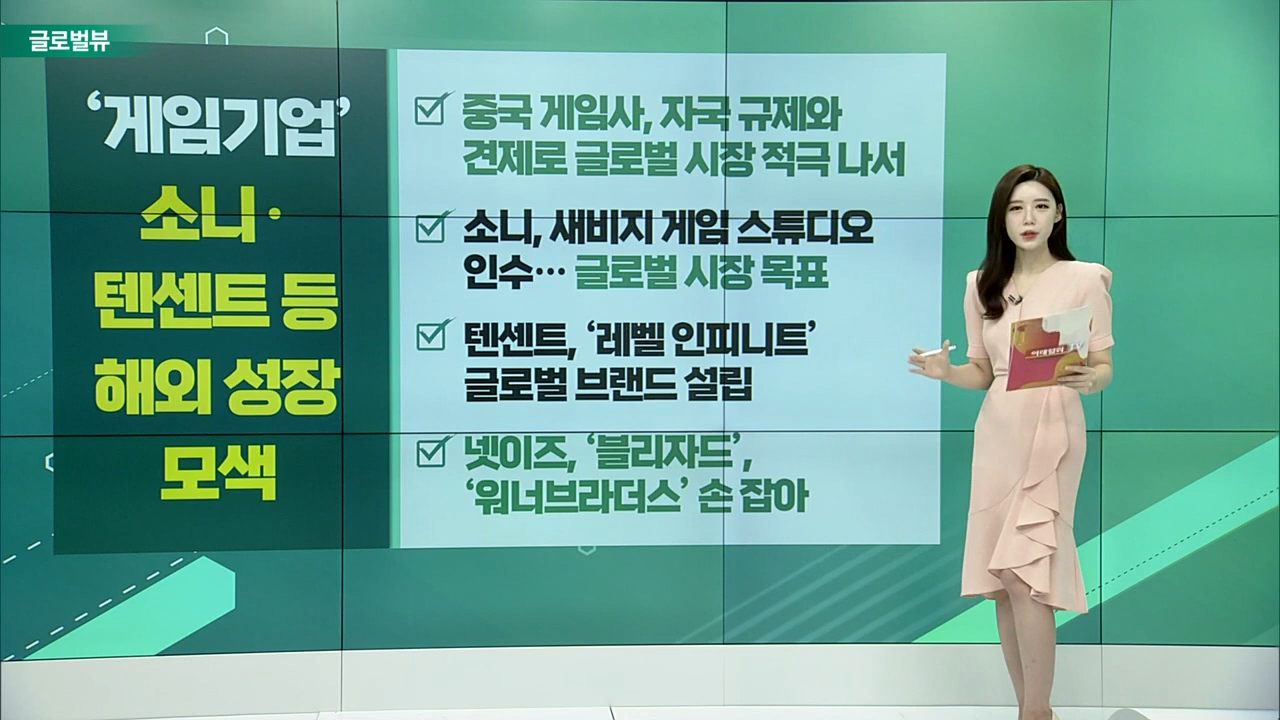 글로벌뷰
‘게임기업’
소니·
텐센트 등
해외 성장
모색
중국 게임사, 자국 규제와
견제로 글로벌 시장 적극 나서
소니, 새비지 게임 스튜디오
인수… 글로벌 시장 목표
텐센트, ‘레벨 인피니트’
글로벌 브랜드 설립
넷이즈, ‘블리자드’,
‘워너브라더스’ 손 잡아
이데일리 TV